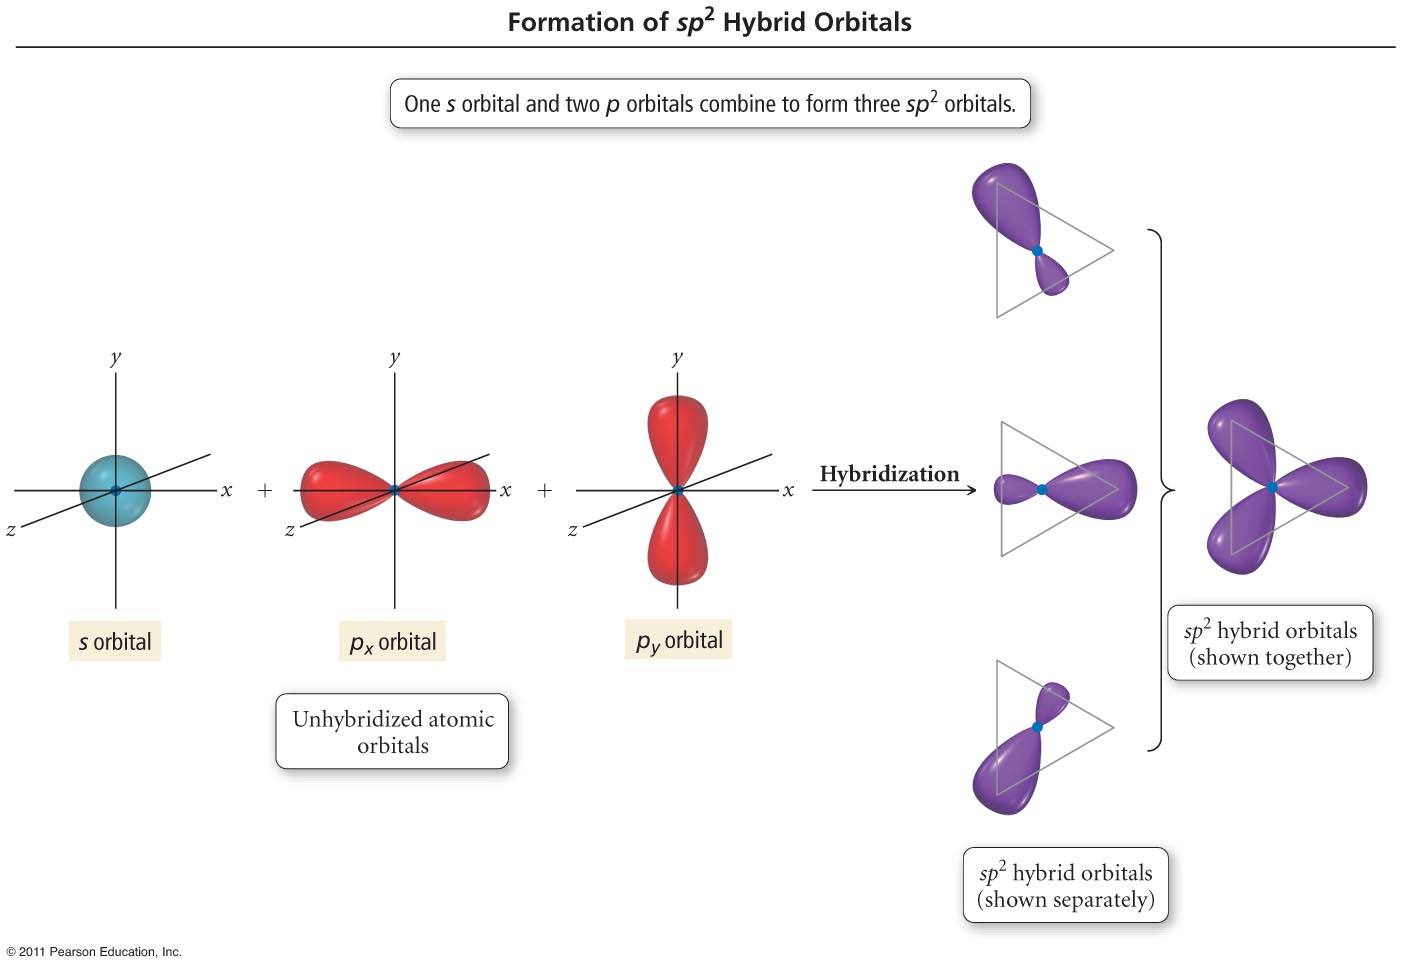 Formation of sp² Hybrid Orbitals
One s orbital and two p orbitals combine to form three sp² orbitals.
y
x
z
s orbital
+
y
x
z
pₓ orbital
+
y
x
z
p_y orbital
Unhybridized atomic
orbitals
Hybridization
sp² hybrid orbitals
(shown separately)
sp² hybrid orbitals
(shown together)
© 2011 Pearson Education, Inc.